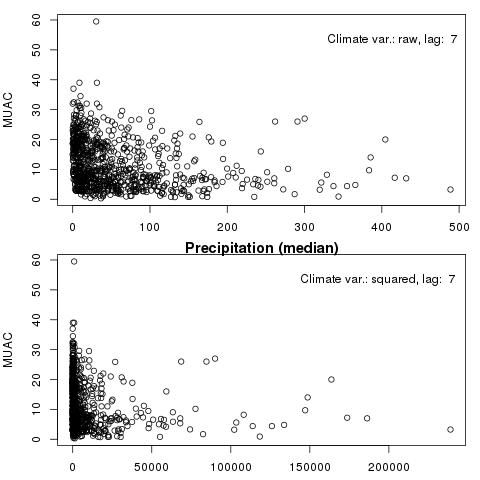 60
50
40
30
20
10
0
MUAC
Climate var.: raw, lag: 7
0 100 200 300 400 500
Precipitation (median)
60
50
40
30
20
10
0
MUAC
Climate var.: squared, lag: 7
0 50000 100000 150000 200000